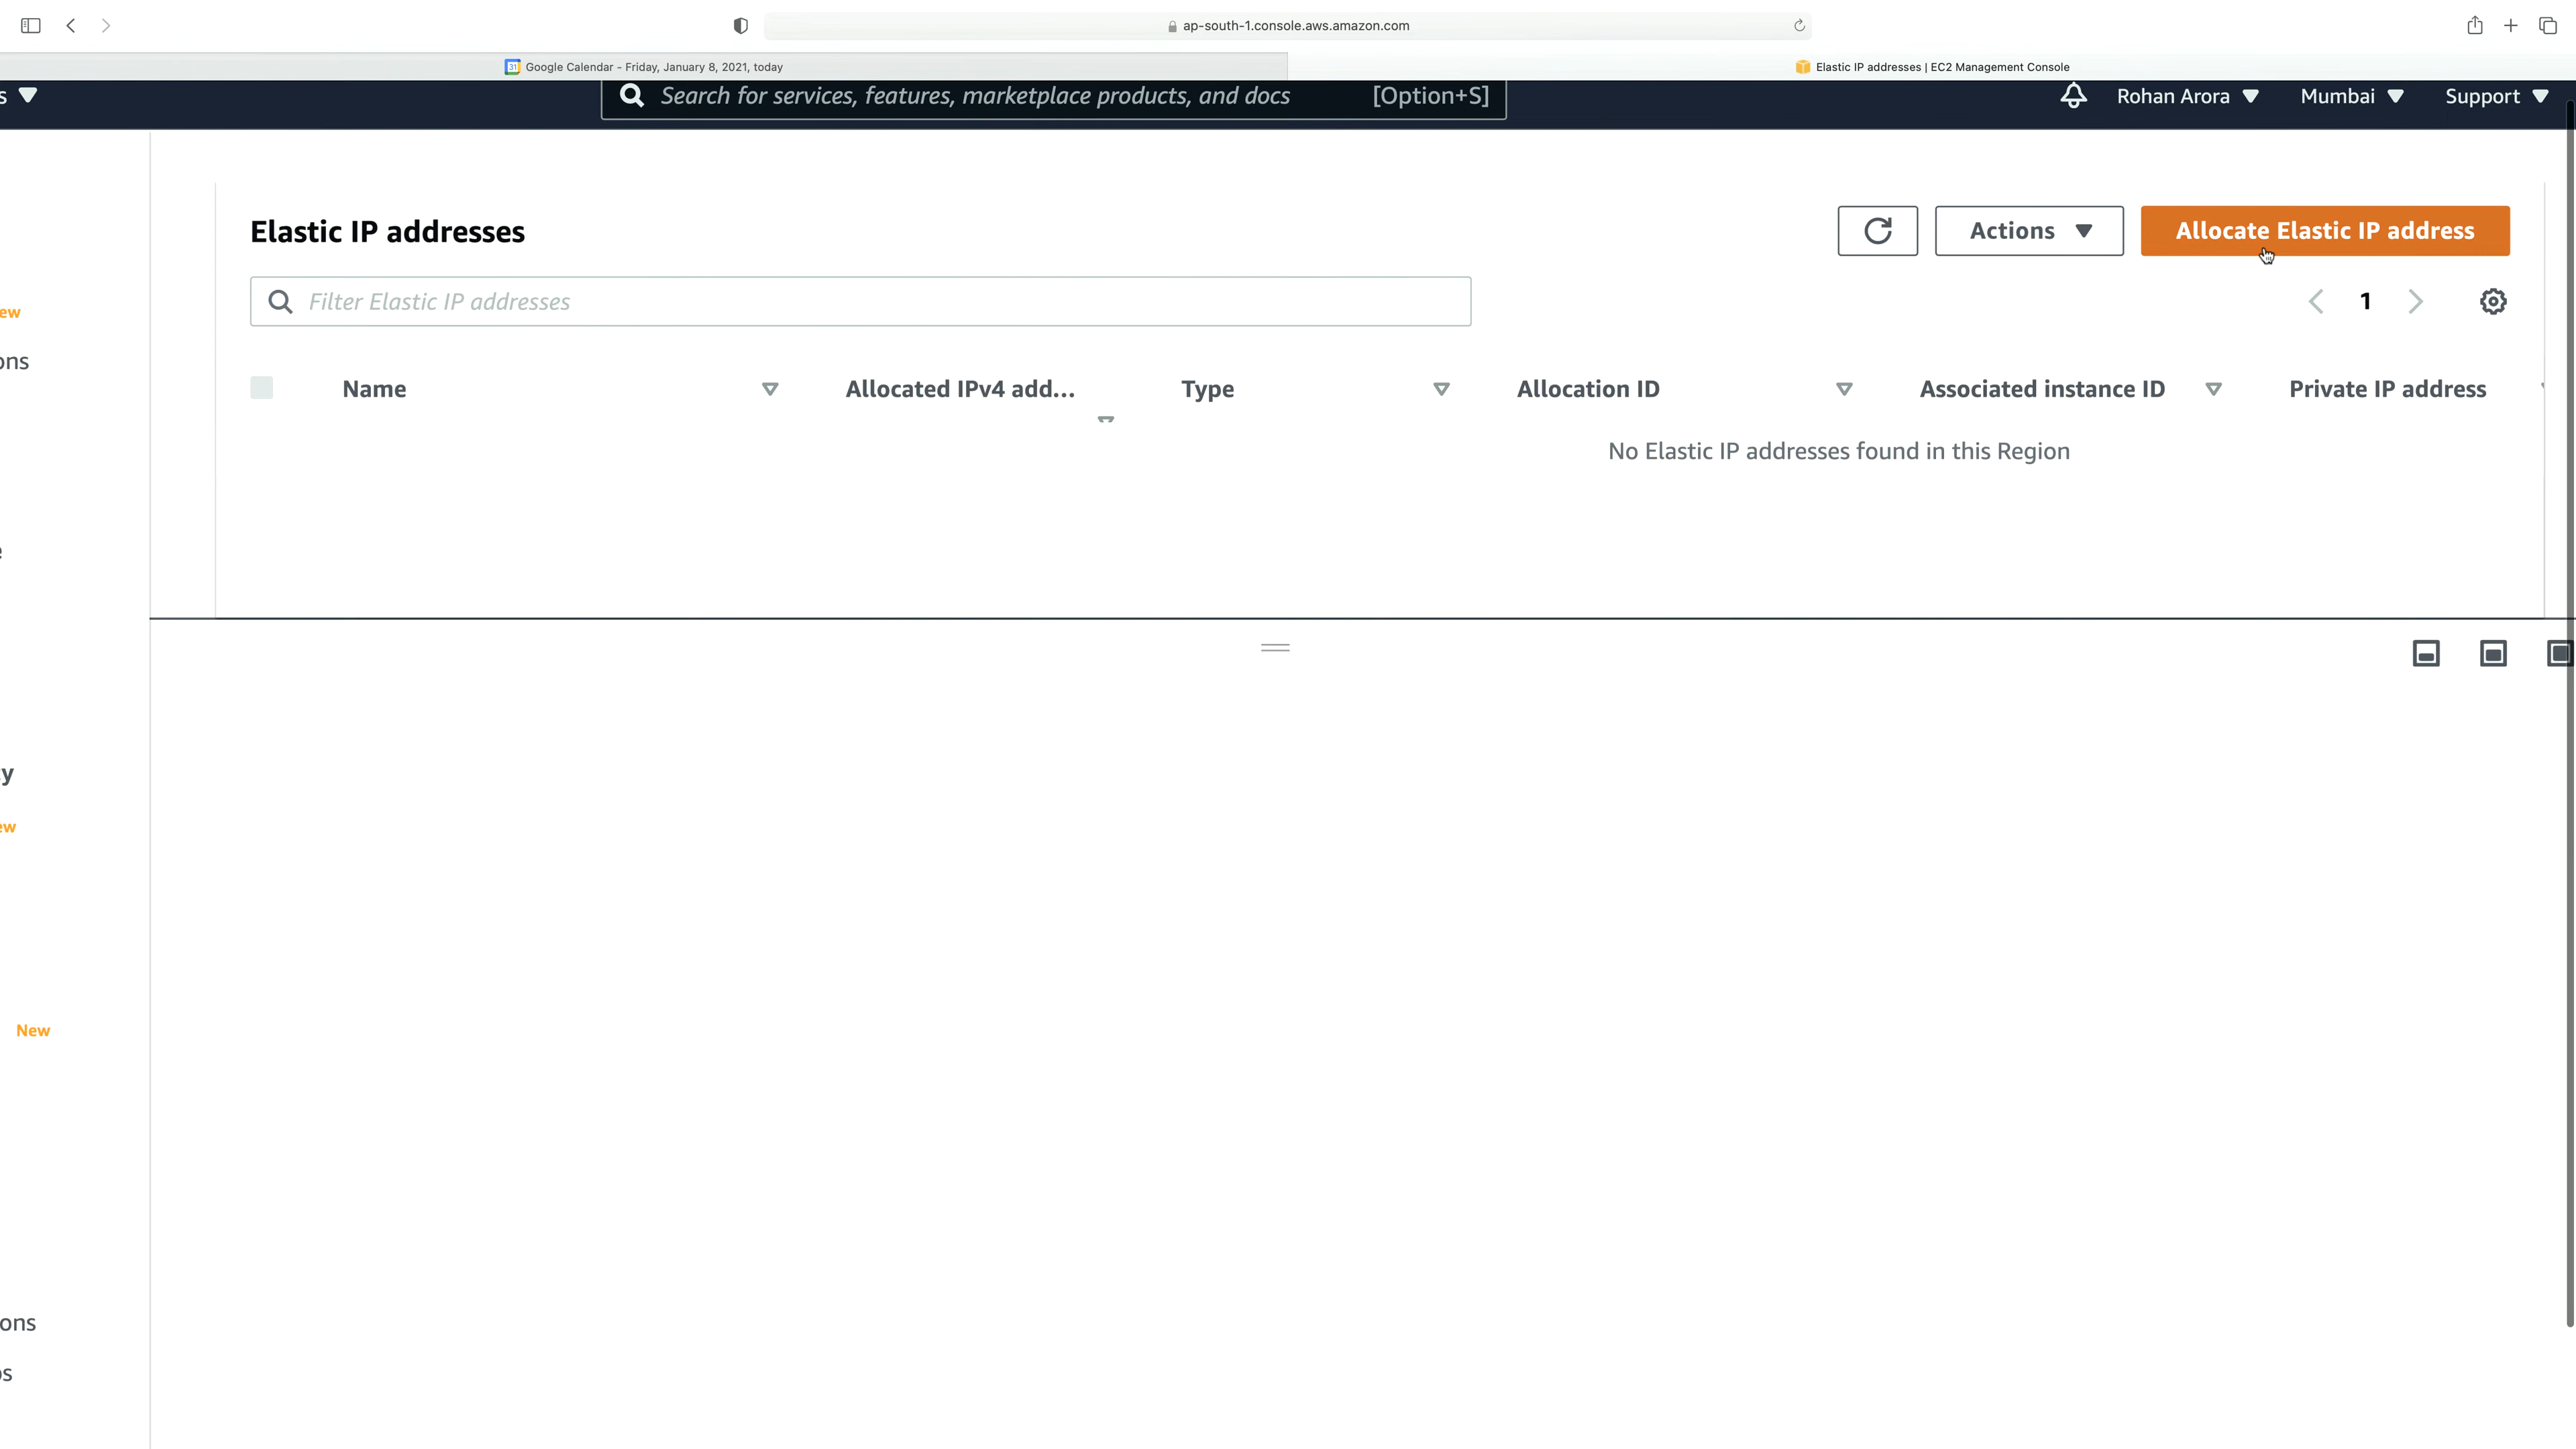 ap-south-1.console.aws.amazon.com
31 Google Calendar - Friday, January 8, 2021, today
Elastic IP addresses | EC2 Management Console
s
Search for services, features, marketplace products, and docs [Option+S]
Rohan Arora
Mumbai
Support
Elastic IP addresses
Actions
Allocate Elastic IP address
Filter Elastic IP addresses
1
ew
ons
Name
Allocated IPv4 add...
Type
Allocation ID
Associated instance ID
Private IP address
No Elastic IP addresses found in this Region
e
y
ew
New
ons
s